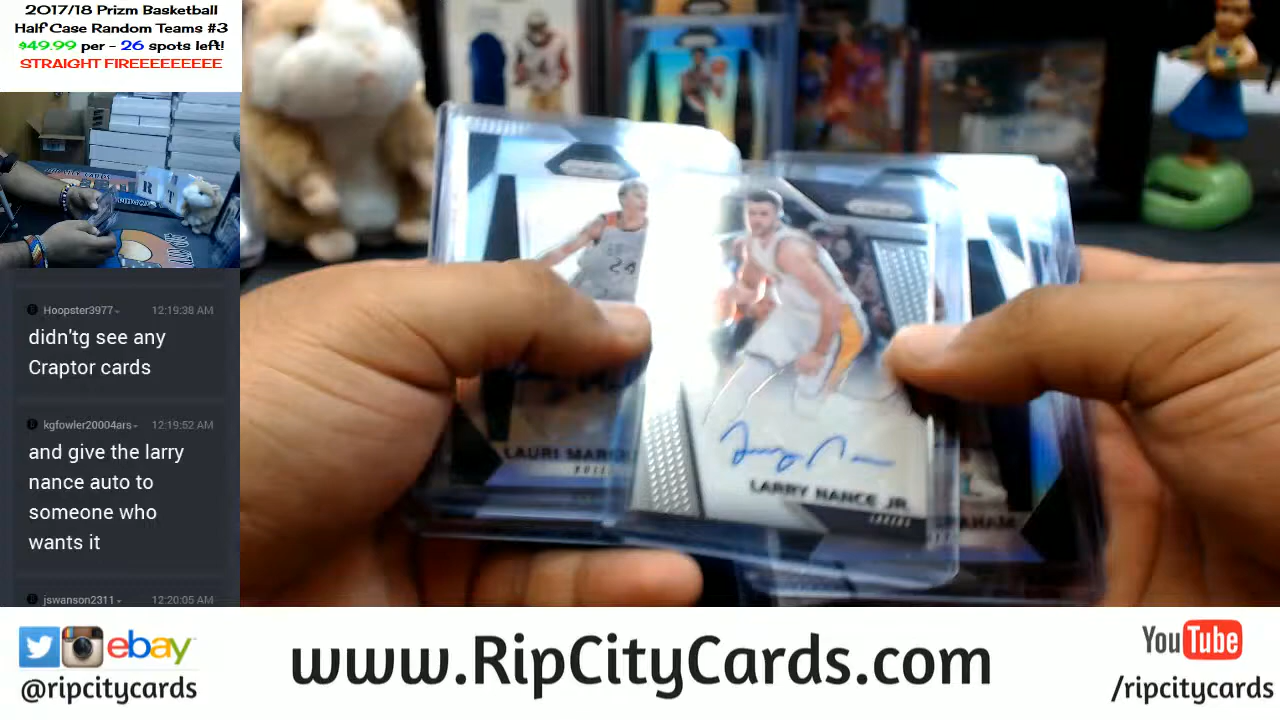 2017/18 Prizm Basketball
Half Case Random Teams #3
$49.99 per - 26 spots left!
STRAIGHT FIREEEEEEEEE
Hoopster3977
12:19:38 AM
didn'tg see any
Craptor cards
kgfowler20004ars
12:19:52 AM
and give the larry
nance auto to
someone who
wants it
jswanson2311
12:20:05 AM
24
LAURI
LARRY NANCE JR
ebay
@ripcitycards
www.RipCityCards.com
YouTube
/ripcitycards